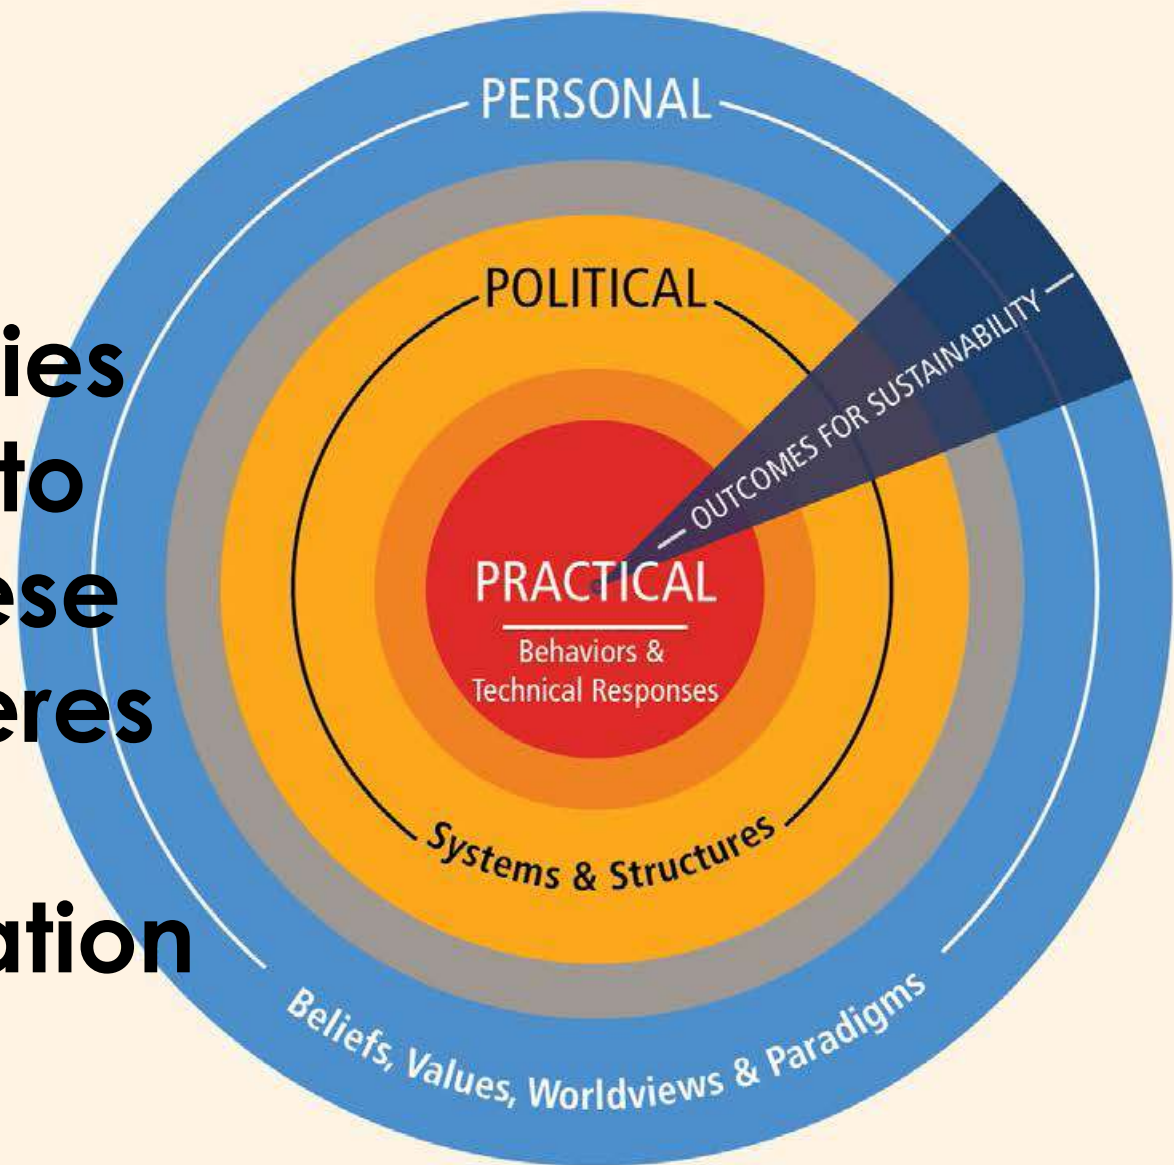 PERSONAL
POLITICAL
OUTCOMES FOR SUSTAINABILITY
ies
to
ese
eres
ation
PRACTICAL
Behaviors &
Technical Responses
Systems & Structures
Beliefs, Values, Worldviews & Paradigms